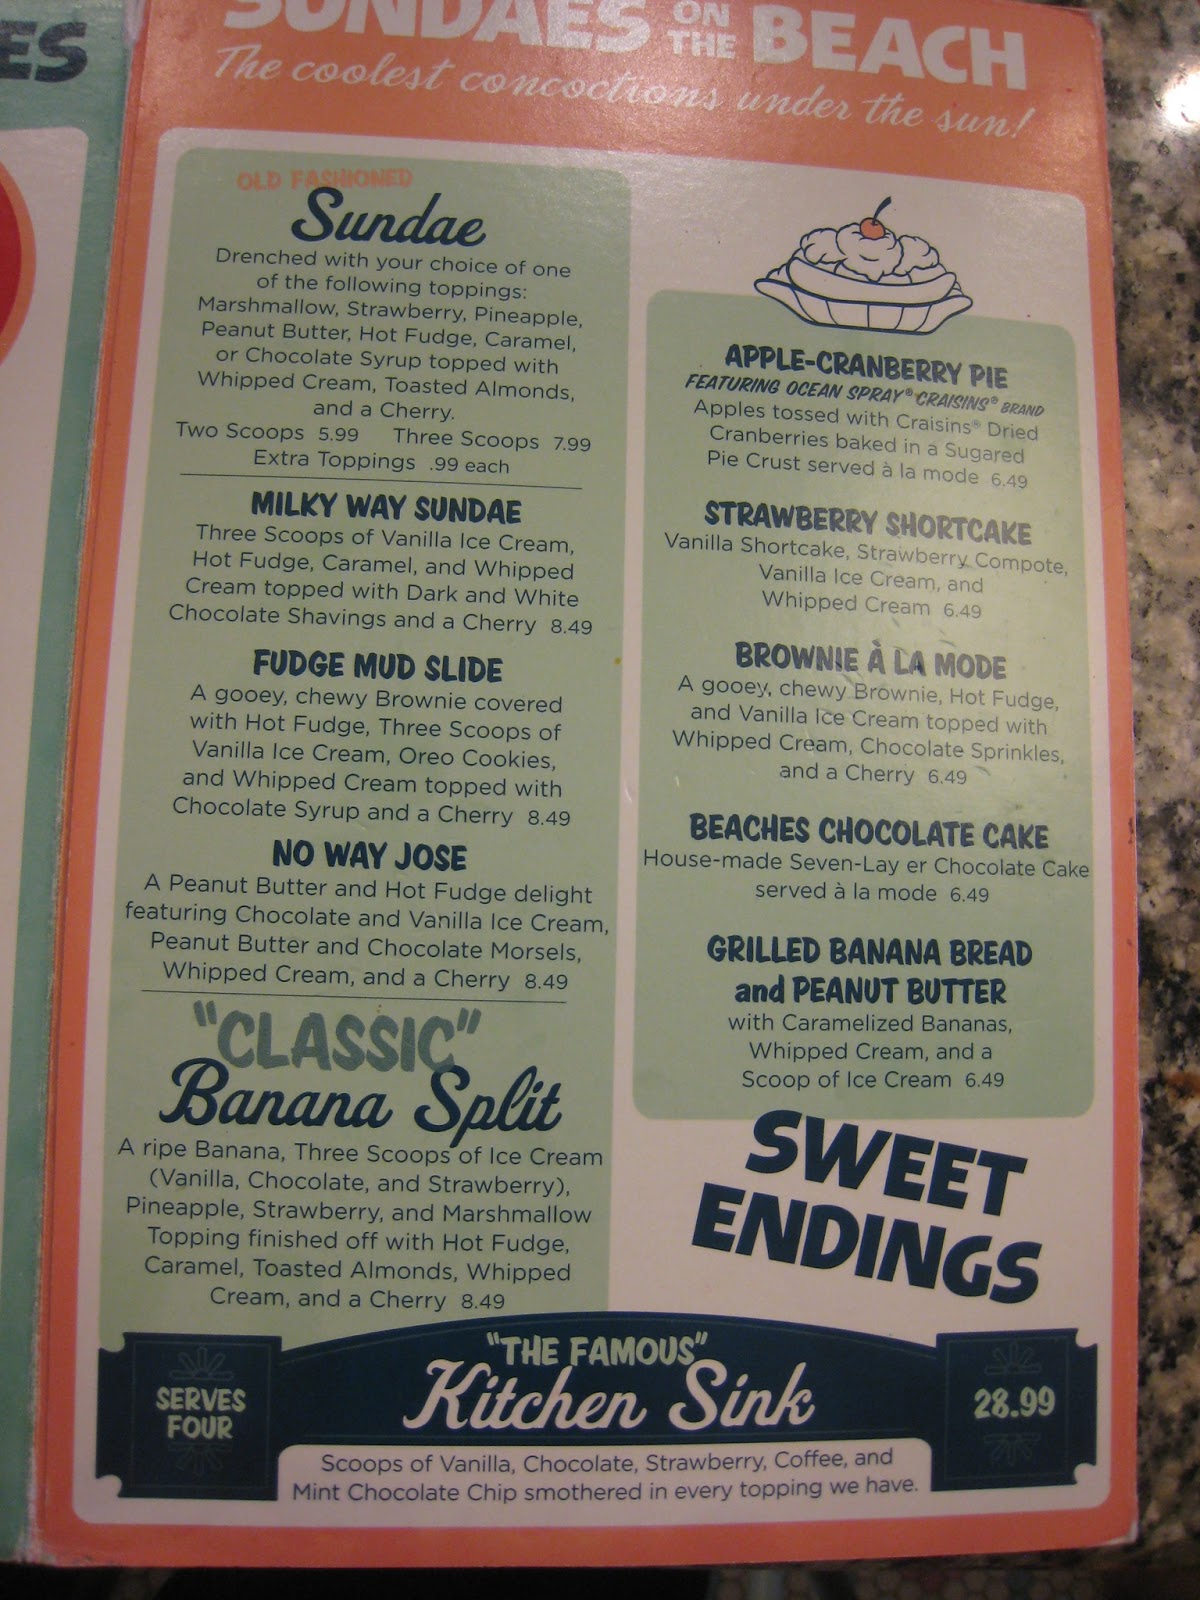 ES
SUNDAES ON THE BEACH
The coolest concoctions under the sun!
OLD FASHIONED
Sundae
Drenched with your choice of one
of the following toppings:
Marshmallow, Strawberry, Pineapple,
Peanut Butter, Hot Fudge, Caramel,
or Chocolate Syrup topped with
Whipped Cream, Toasted Almonds,
and a Cherry.
Two Scoops 5.99 Three Scoops 7.99
Extra Toppings .99 each
MILKY WAY SUNDAE
Three Scoops of Vanilla Ice Cream,
Hot Fudge, Caramel, and Whipped
Cream topped with Dark and White
Chocolate Shavings and a Cherry 8.49
FUDGE MUD SLIDE
A gooey, chewy Brownie covered
with Hot Fudge, Three Scoops of
Vanilla Ice Cream, Oreo Cookies,
and Whipped Cream topped with
Chocolate Syrup and a Cherry 8.49
NO WAY JOSE
A Peanut Butter and Hot Fudge delight
featuring Chocolate and Vanilla Ice Cream,
Peanut Butter and Chocolate Morsels,
Whipped Cream, and a Cherry 8.49
"CLASSIC"
Banana Split
A ripe Banana, Three Scoops of Ice Cream
(Vanilla, Chocolate, and Strawberry),
Pineapple, Strawberry, and Marshmallow
Topping finished off with Hot Fudge,
Caramel, Toasted Almonds, Whipped
Cream, and a Cherry 8.49
APPLE-CRANBERRY PIE
FEATURING OCEAN SPRAY® CRAISINS® BRAND
Apples tossed with Craisins® Dried
Cranberries baked in a Sugared
Pie Crust served à la mode 6.49
STRAWBERRY SHORTCAKE
Vanilla Shortcake, Strawberry Compote,
Vanilla Ice Cream, and
Whipped Cream 6.49
BROWNIE À LA MODE
A gooey, chewy Brownie, Hot Fudge,
and Vanilla Ice Cream topped with
Whipped Cream, Chocolate Sprinkles,
and a Cherry 6.49
BEACHES CHOCOLATE CAKE
House-made Seven-Lay er Chocolate Cake
served à la mode 6.49
GRILLED BANANA BREAD
and PEANUT BUTTER
with Caramelized Bananas,
Whipped Cream, and a
Scoop of Ice Cream 6.49
SWEET
ENDINGS
SERVES
FOUR
"THE FAMOUS"
Kitchen Sink
28.99
Scoops of Vanilla, Chocolate, Strawberry, Coffee, and
Mint Chocolate Chip smothered in every topping we have.